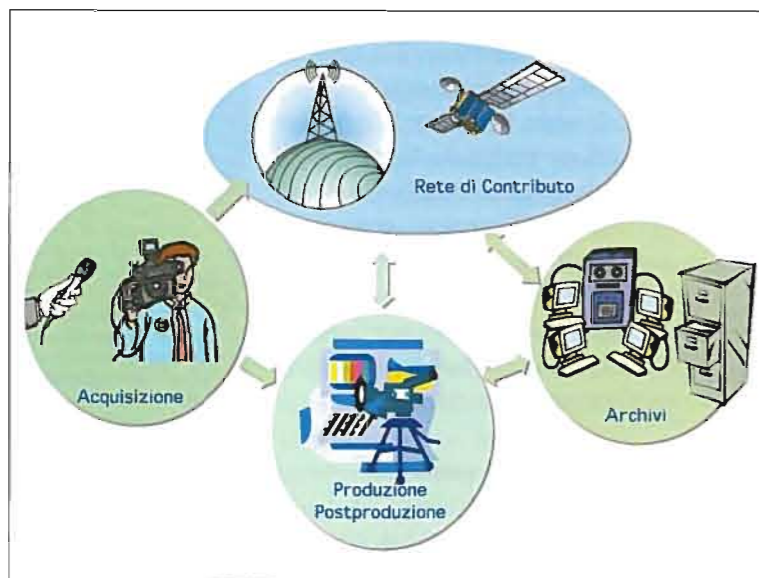 Rete di Contributo
Acquisizione
Archivi
Produzione
Postproduzione